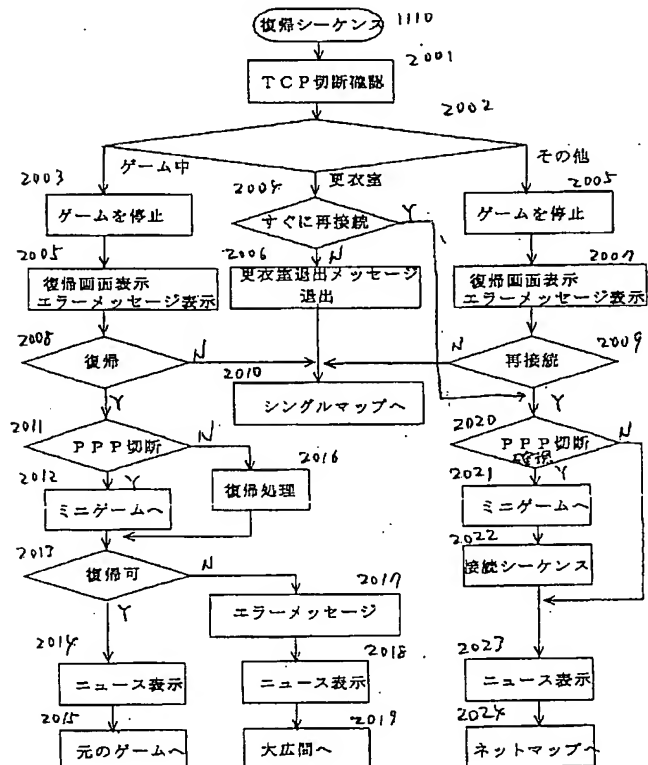 復帰シーケンス 1110
2001
TCP切断確認
2002
ゲーム中
更衣室
その他
2003
2004
2005
ゲームを停止
すぐに再接続
Y
ゲームを停止
2005
2006
N
2007
復帰画面表示
エラーメッセージ表示
更衣室退出メッセージ
退出
復帰画面表示
エラーメッセージ表示
2008
復帰
N
N
再接続
2009
2010
シングルマップへ
Y
Y
2011
PPP切断
N
2020
PPP切断
確認
N
2012
Y
2016
2021
Y
ミニゲームへ
復帰処理
ミニゲームへ
2022
2013
復帰可
N
接続シーケンス
2017
Y
エラーメッセージ
2014
2018
2023
ニュース表示
ニュース表示
ニュース表示
2015
2019
2024
元のゲームへ
大広間へ
ネットマップへ